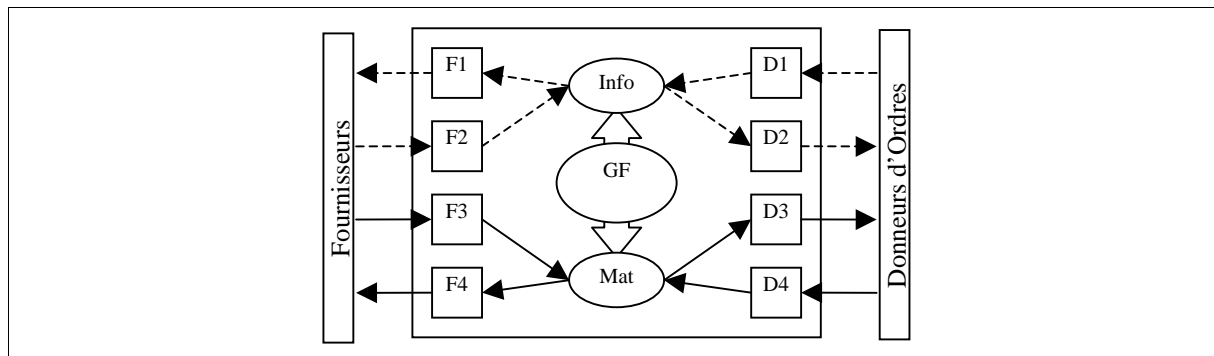 Fournisseurs
F1
F2
F3
F4
Info
GF
Mat
D1
D2
D3
D4
Donneurs d'Ordres